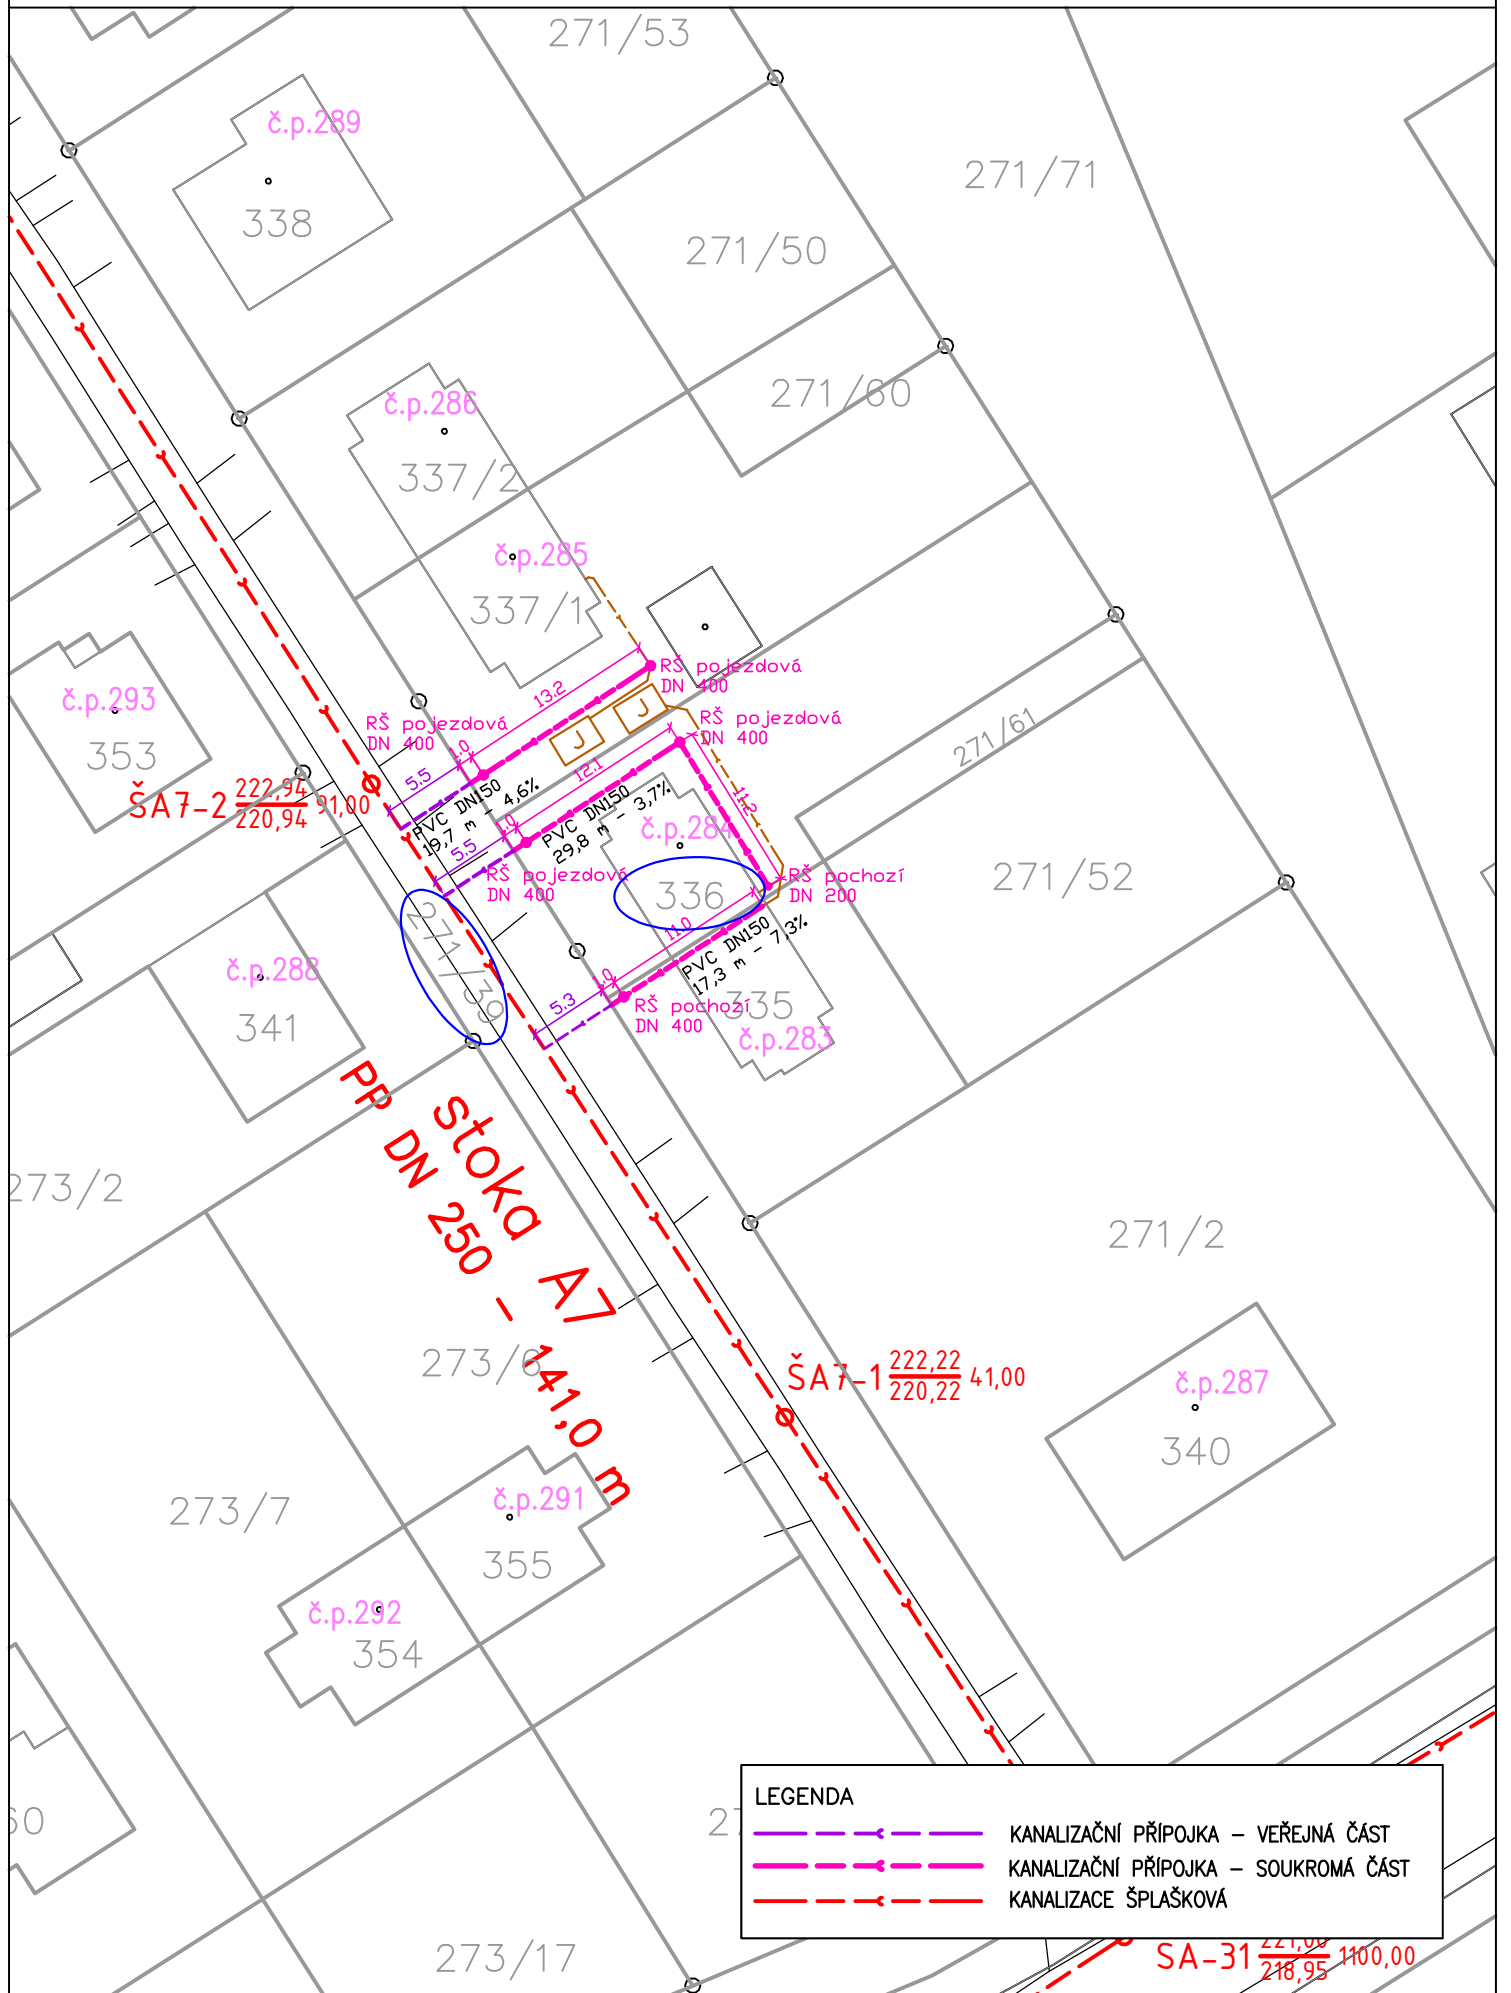 271/53
č.p.289
338
271/71
271/50
271/60
č.p.286
337/2
č.p.285
337/1
RŠ pojezdová
DN 400
13.2
RŠ pojezdová
DN 400
J
J
RŠ pojezdová
DN 400
1.0
12.1
11.2
5.5
PVC DN150
19,7 m - 4,6%
č.p.293
353
ŠA7-2 222,94 91,00
220,94
271/61
PVC DN150
29,8 m - 3,7%
č.p.284
1.0
5.5
RŠ pojezdová
DN 400
336
RŠ pochozí
DN 200
271/52
271/39
11.0
PVC DN150
17,3 m - 7,3%
č.p.288
341
1.0
5.3
RŠ pochozí
DN 400
335
č.p.283
stoka A7
PP DN 250 - 141,0 m
273/2
271/2
273/6
ŠA7-1 222,22 41,00
220,22
č.p.287
340
273/7
č.p.291
355
č.p.292
354
LEGENDA
KANALIZAČNÍ PŘÍPOJKA - VEŘEJNÁ ČÁST
KANALIZAČNÍ PŘÍPOJKA - SOUKROMÁ ČÁST
KANALIZACE ŠPLAŠKOVÁ
273/17
SA-31 1100,00
218,95